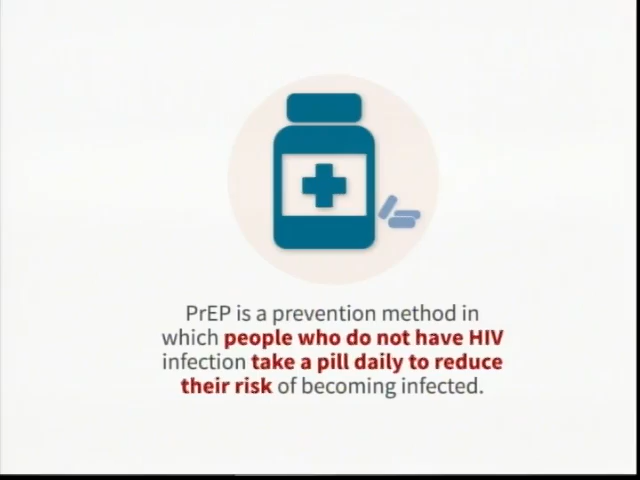 PrEP is a prevention method in
which people who do not have HIV
infection take a pill daily to reduce
their risk of becoming infected.